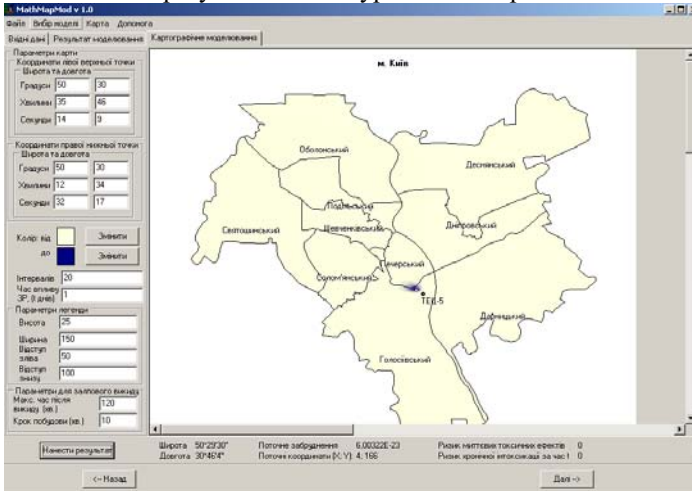 MathMapMod v 1.0
Файл Вибір моделі Карта Допомога
Вхідні дані Результат моделювання Картографічне моделювання
Параметри карти
Координати лівої верхньої точки
Широта та довгота
Градуси 50 30
Хвилини 35 46
Секунди 14 9
Координати правої нижньої точки
Широта та довгота
Градуси 50 30
Хвилини 12 34
Секунди 32 17
Колір: від Змінити
до Змінити
Інтервалів 20
Час впливу ЗР, (t днів) 1
Параметри легенди
Висота 25
Ширина 150
Відступ зліва 50
Відступ знизу 100
Параметри для залпового викиду
Макс. час після викиду (хв.) 120
Крок побудови (хв.) 10
Нанести результат
м. Київ
Оболонський
Деснянський
Подільський
Святошинський
Шевченківський
Дніпровський
Печерський
Солом'янський
ТЕЦ-5
Дарницький
Голосіївський
Широта 50°29'30" Поточне забруднення 6,00322E-23 Ризик миттєвих токсичних ефектів 0
Довгота 30°46'4" Поточні координати (X; Y): 4; 166 Ризик хронічної інтоксикації за час t 0
<-- Назад
Далі -->